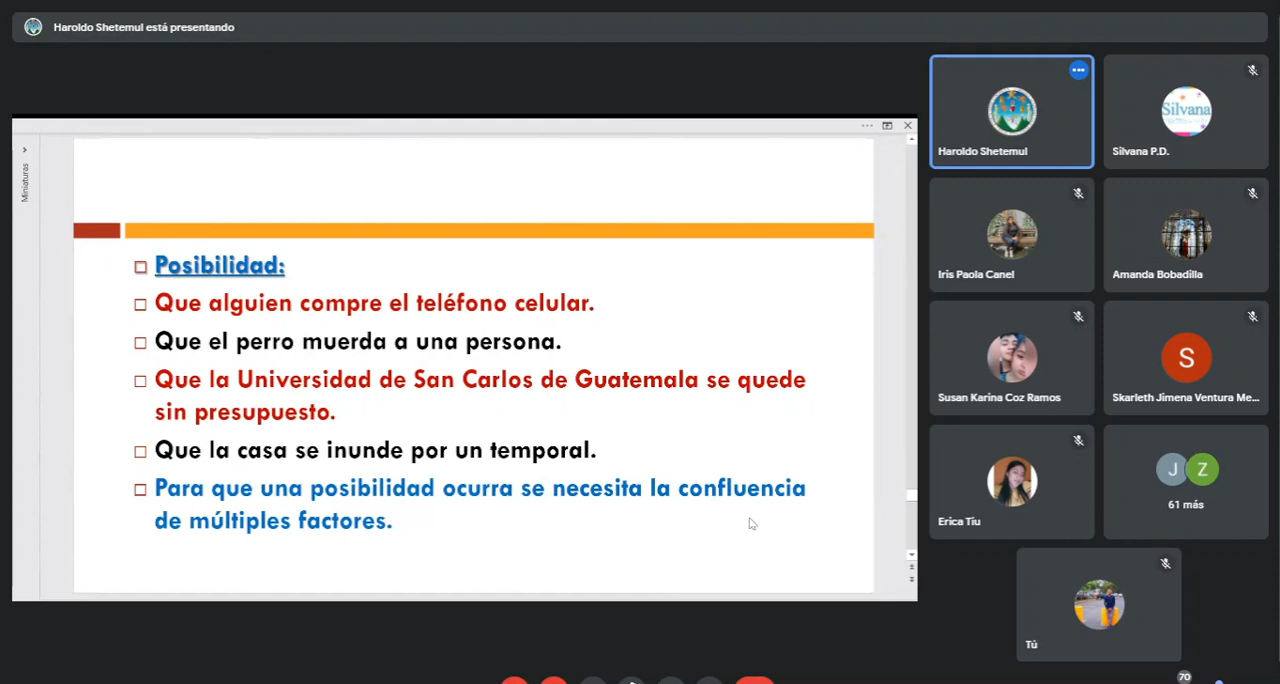 Haroldo Shetemul está presentando
Miniaturas
Posibilidad:
Que alguien compre el teléfono celular.
Que el perro muerda a una persona.
Que la Universidad de San Carlos de Guatemala se quede
sin presupuesto.
Que la casa se inunde por un temporal.
Para que una posibilidad ocurra se necesita la confluencia
de múltiples factores.
Haroldo Shetemul
Silvana
Silvana P.D.
Iris Paola Canel
Amanda Bobadilla
Susan Karina Coz Ramos
S
Skarleth Jimena Ventura Me...
Erica Tiu
J Z
61 más
Tú
70